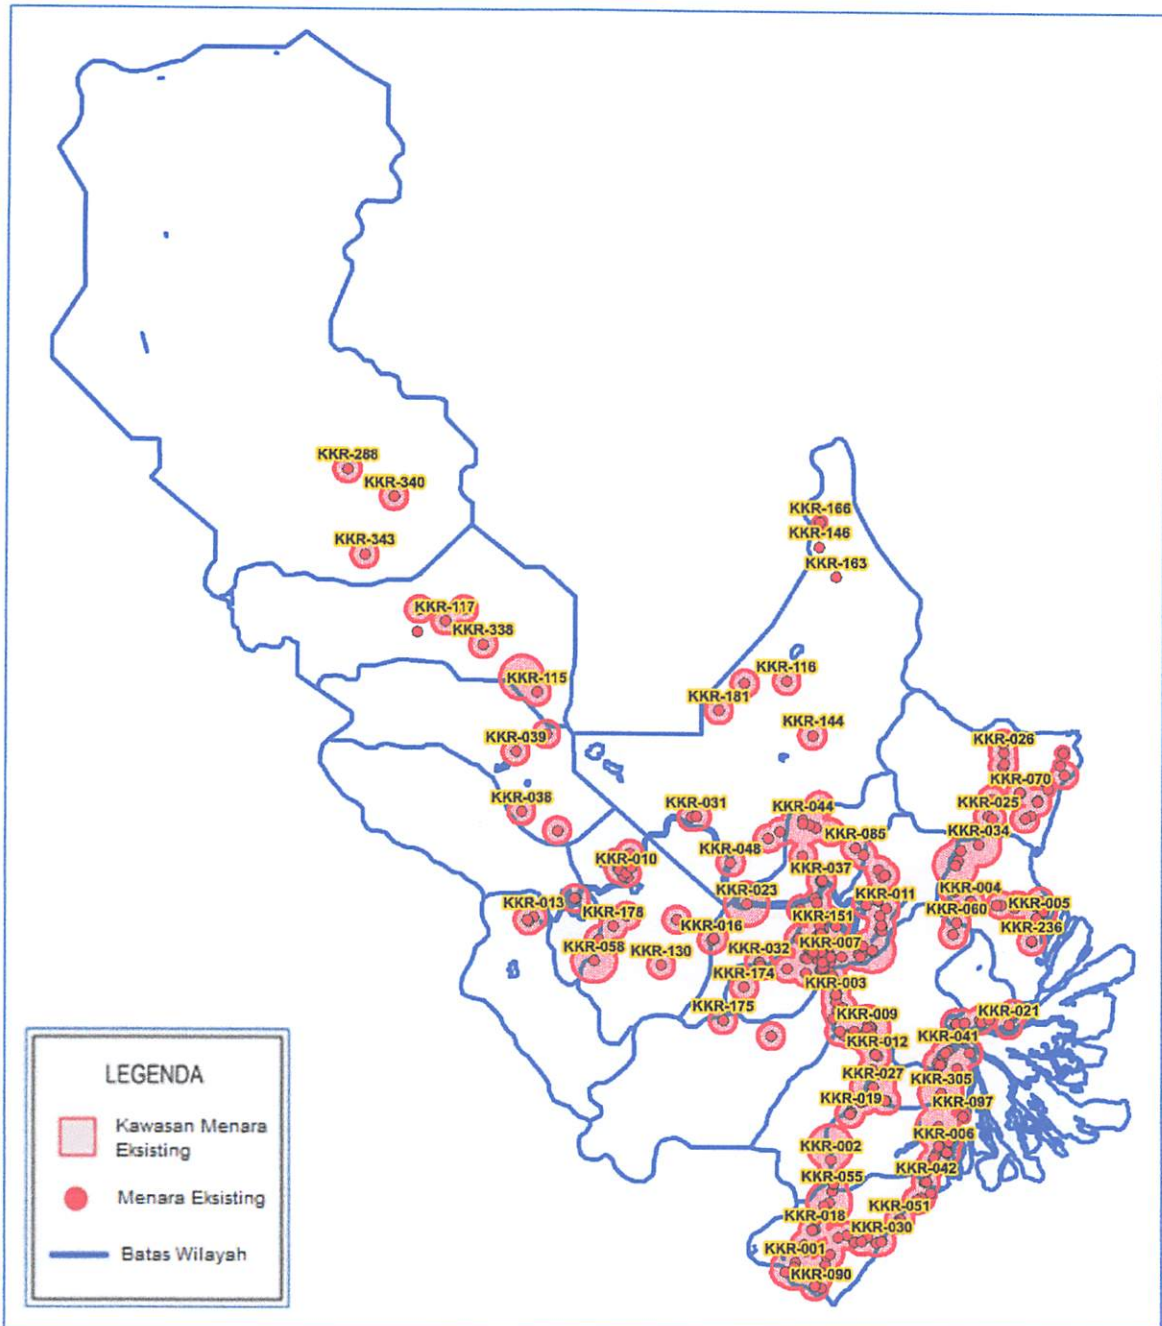 KKR-288
KKR-340
KKR-343
KKR-166
KKR-146
KKR-163
KKR-117
KKR-338
KKR-115
KKR-116
KKR-181
KKR-144
KKR-039
KKR-026
KKR-038
KKR-070
KKR-025
KKR-031
KKR-044
KKR-034
KKR-085
KKR-048
KKR-010
KKR-037
KKR-023
KKR-004
KKR-013
KKR-011
KKR-178
KKR-060
KKR-005
KKR-151
KKR-016
KKR-236
KKR-058
KKR-032
KKR-007
KKR-130
KKR-174
KKR-003
KKR-175
KKR-009
KKR-021
KKR-012
KKR-041
KKR-027
KKR-305
KKR-019
KKR-097
KKR-006
KKR-002
KKR-042
KKR-055
KKR-051
KKR-018
KKR-030
KKR-001
KKR-090
LEGENDA
Kawasan Menara
Eksisting
Menara Eksisting
Batas Wilayah